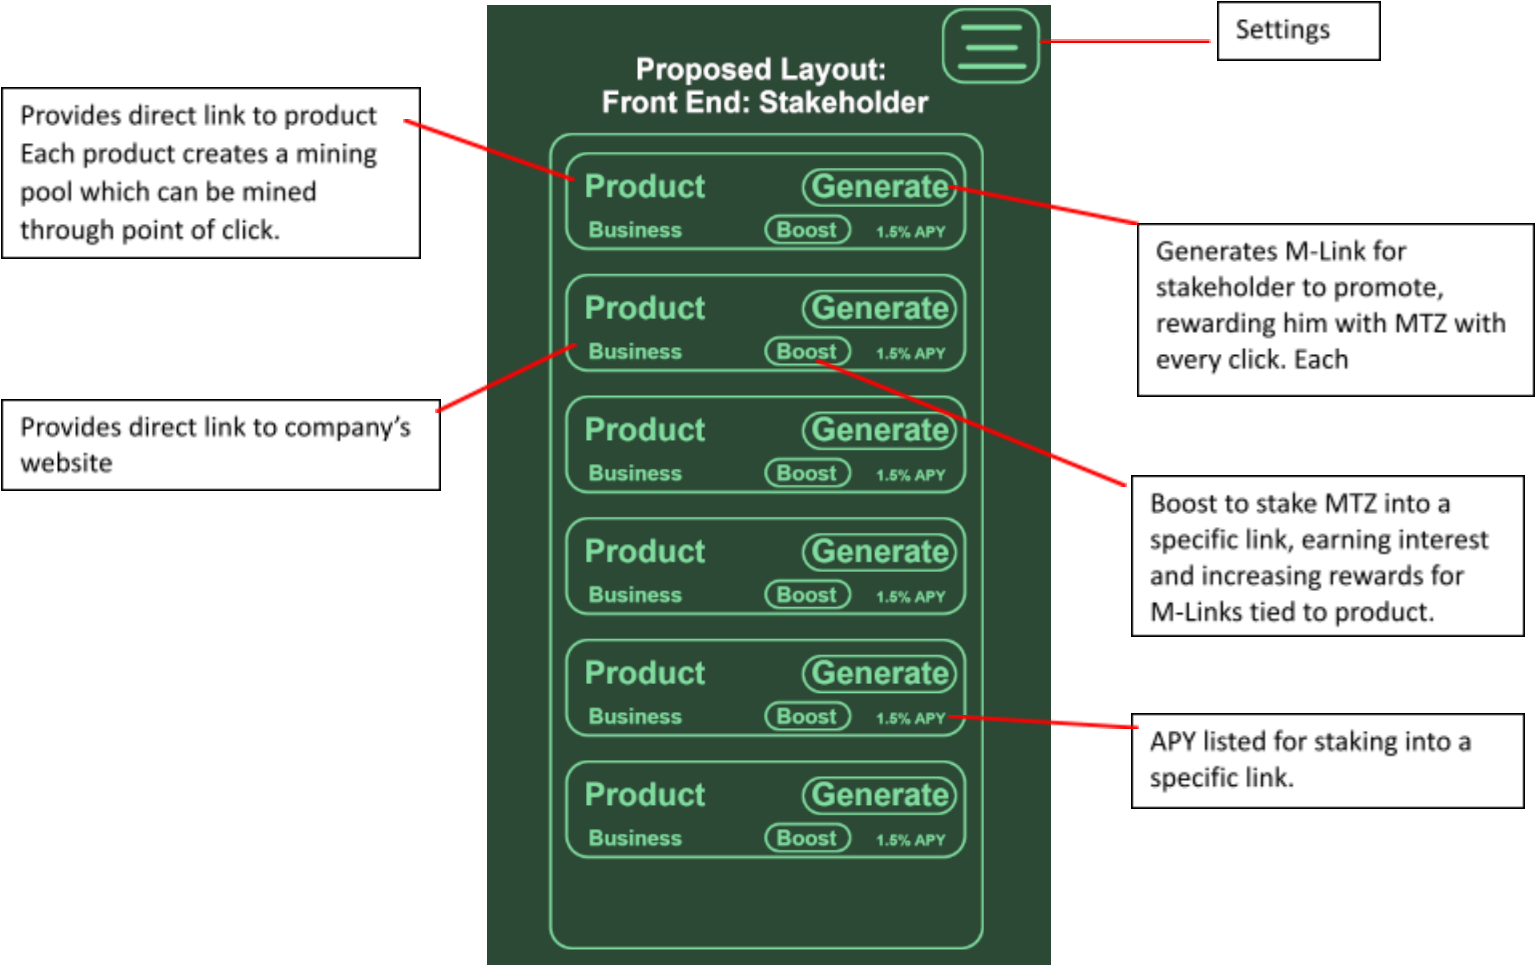 Settings
Proposed Layout:
Front End: Stakeholder
Provides direct link to product
Each product creates a mining
pool which can be mined
through point of click.
Product
Generate
Business
Boost
1.5% APY
Generates M-Link for
stakeholder to promote,
rewarding him with MTZ with
every click. Each
Product
Generate
Business
Boost
1.5% APY
Provides direct link to company’s
website
Product
Generate
Business
Boost
1.5% APY
Boost to stake MTZ into a
specific link, earning interest
and increasing rewards for
M-Links tied to product.
Product
Generate
Business
Boost
1.5% APY
Product
Generate
Business
Boost
1.5% APY
APY listed for staking into a
specific link.
Product
Generate
Business
Boost
1.5% APY